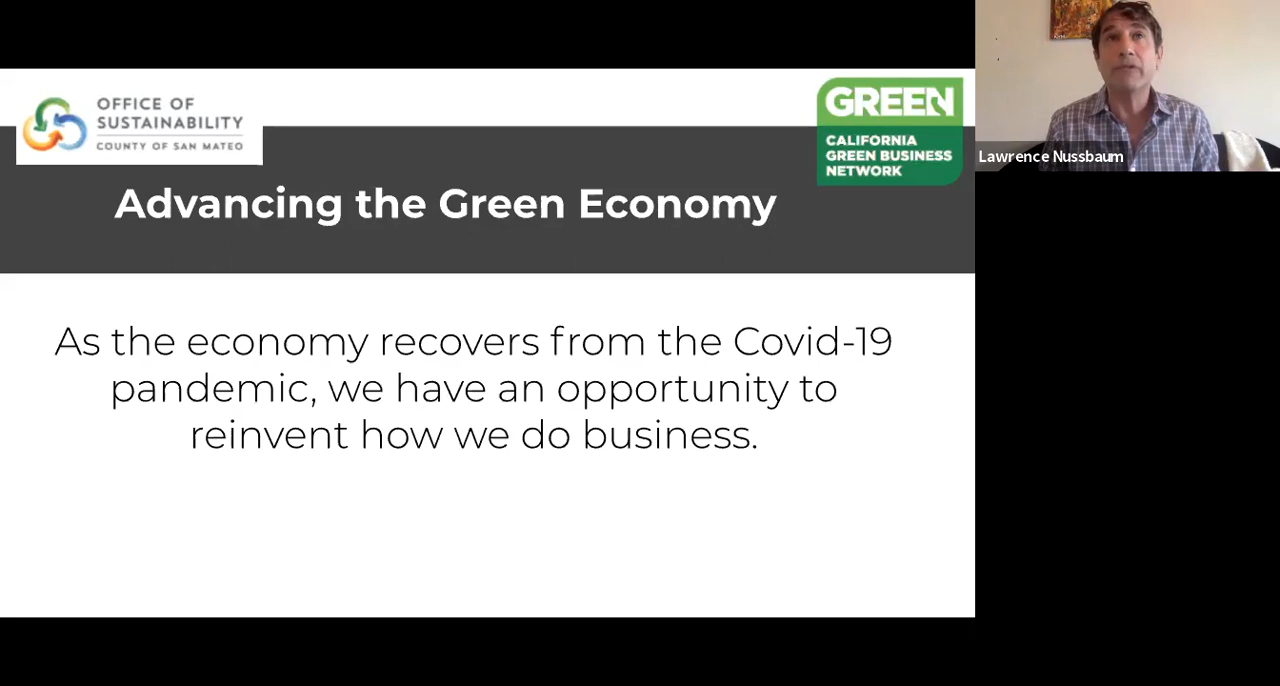 OFFICE OF
SUSTAINABILITY
COUNTY OF SAN MATEO
GREEN
CALIFORNIA
GREEN BUSINESS
NETWORK
Advancing the Green Economy
As the economy recovers from the Covid-19
pandemic, we have an opportunity to
reinvent how we do business.
Lawrence Nussbaum